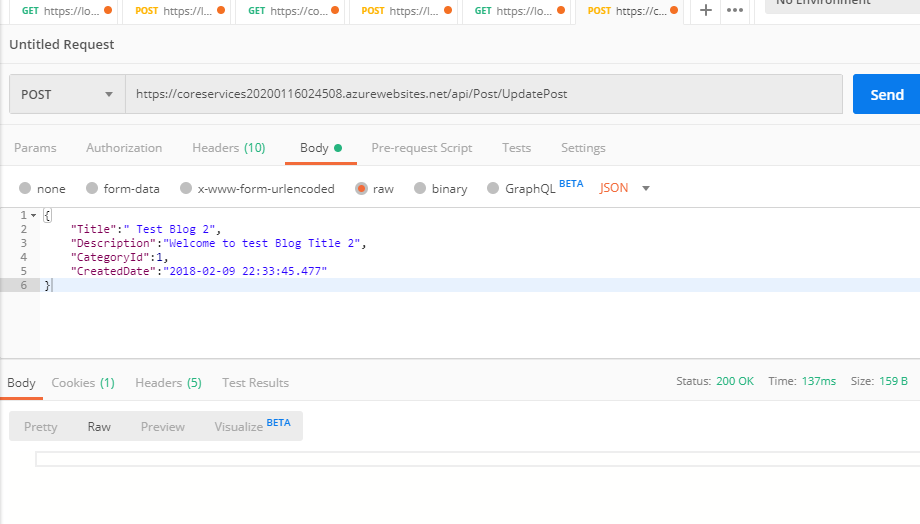 GET https://lo... POST https://l... GET https://co... POST https://l... GET https://lo... POST https://c... + ••• No Environment
Untitled Request
POST https://coreservices20200116024508.azurewebsites.net/api/Post/UpdatePost Send
Params Authorization Headers (10) Body Pre-request Script Tests Settings
none form-data x-www-form-urlencoded raw binary GraphQL BETA JSON
1 {
2 "Title":" Test Blog 2",
3 "Description":"Welcome to test Blog Title 2",
4 "CategoryId":1,
5 "CreatedDate":"2018-02-09 22:33:45.477"
6 }
Body Cookies (1) Headers (5) Test Results Status: 200 OK Time: 137ms Size: 159 B
Pretty Raw Preview Visualize BETA